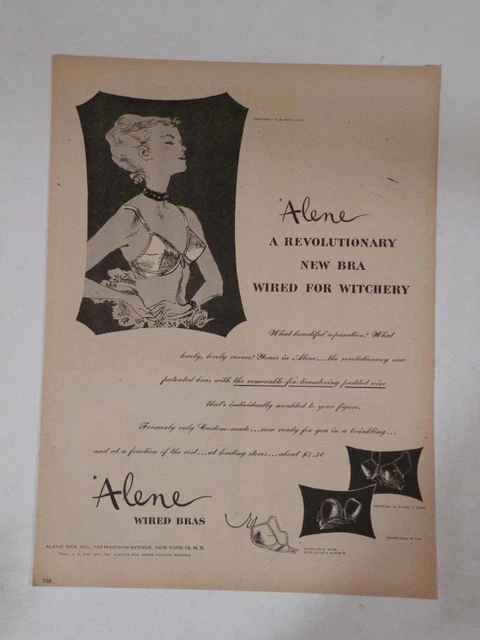 Alene
A REVOLUTIONARY
NEW BRA
WIRED FOR WITCHERY
What beautiful separation! What
lovely, lovely curves! Yours in Alene...the revolutionary new
patented bras with the removable-for-laundering padded wire
that's individually moulded to your figure.
Formerly only Custom-made...now ready for you in a twinkling...
and at a fraction of the cost...at leading stores...about $7.50
Alene
WIRED BRAS
REMOVABLE WIRE
ALENE BRA, INC., 159 MADISON AVENUE, NEW YORK 16, N. Y.